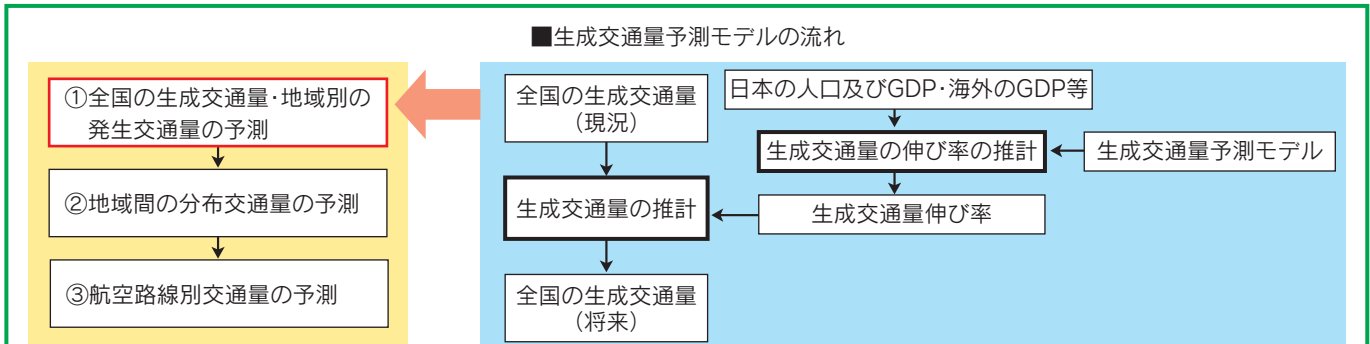 ■生成交通量予測モデルの流れ
①全国の生成交通量・地域別の
発生交通量の予測
②地域間の分布交通量の予測
③航空路線別交通量の予測
全国の生成交通量
（現況）
日本の人口及びGDP・海外のGDP等
生成交通量の伸び率の推計
生成交通量予測モデル
生成交通量の推計
生成交通量伸び率
全国の生成交通量
（将来）